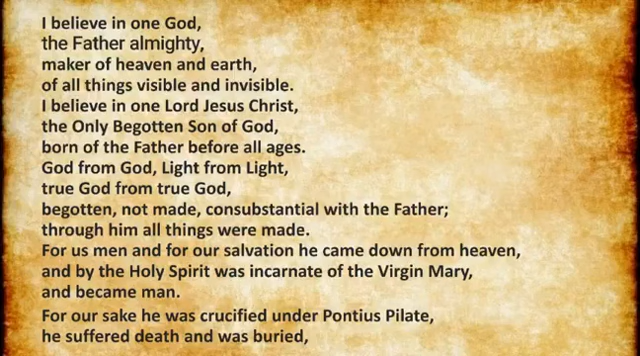 I believe in one God,
the Father almighty,
maker of heaven and earth,
of all things visible and invisible.
I believe in one Lord Jesus Christ,
the Only Begotten Son of God,
born of the Father before all ages.
God from God, Light from Light,
true God from true God,
begotten, not made, consubstantial with the Father;
through him all things were made.
For us men and for our salvation he came down from heaven,
and by the Holy Spirit was incarnate of the Virgin Mary,
and became man.
For our sake he was crucified under Pontius Pilate,
he suffered death and was buried,